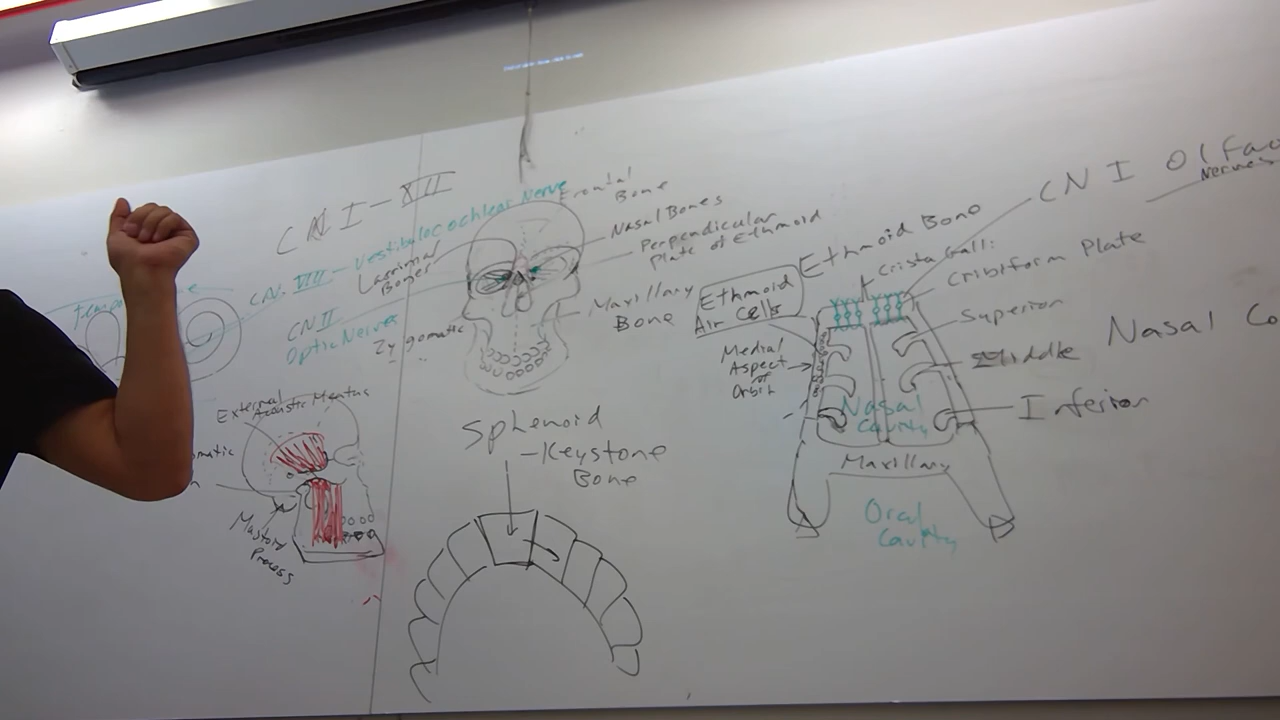 CN I - XII
CN VIII - Vestibulocochlear Nerve
Lacrimal
Bones
CN II
Optic Nerves
Zygomatic
Frontal
Bone
Nasal Bones
Perpendicular
Plate of Ethmoid
Maxillary
Bone
External
Acoustic Meatus
Mastoid
Process
Sphenoid
- Keystone
Bone
Ethmoid Bone
Ethmoid
Air Cells
Medial
Aspect
of
Orbit
Crista Galli
CN I Olfac
Nerves
Cribiform Plate
Superior
Middle
Nasal Co
Inferior
Nasal
Cavity
Maxillary
Oral
Cavity